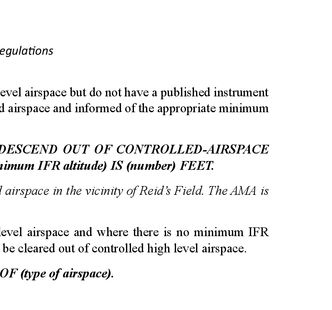 egulations
evel airspace but do not have a published instrument
d airspace and informed of the appropriate minimum
DESCEND OUT OF CONTROLLED-AIRSPACE
nimum IFR altitude) IS (number) FEET.
l airspace in the vicinity of Reid's Field. The AMA is
level airspace and where there is no minimum IFR
be cleared out of controlled high level airspace.
OF (type of airspace).